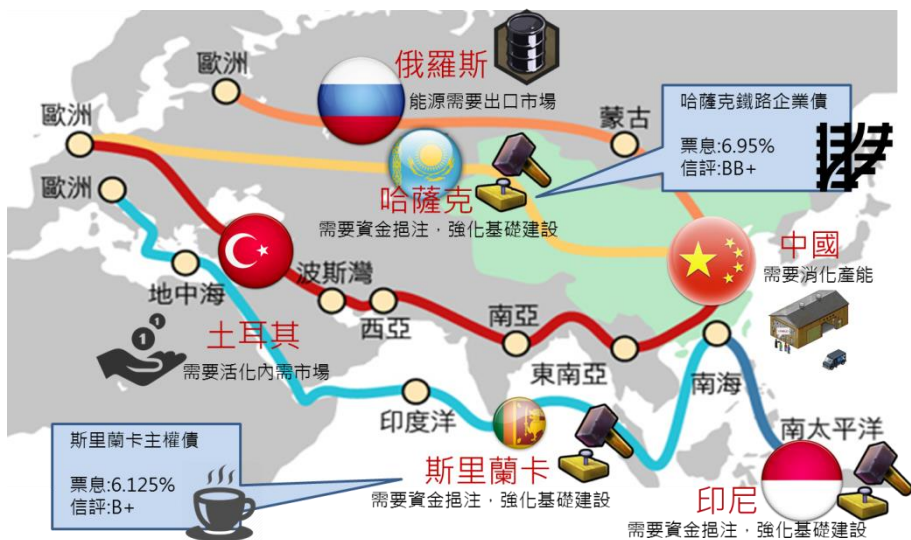 歐洲
俄羅斯
能源需要出口市場
歐洲
蒙古
哈薩克鐵路企業債
票息:6.95%
信評:BB+
歐洲
哈薩克
需要資金挹注，強化基礎建設
中國
需要消化產能
地中海
波斯灣
西亞
南亞
東南亞
南海
土耳其
需要活化內需市場
1
1
印度洋
南太平洋
斯里蘭卡主權債
票息:6.125%
信評:B+
斯里蘭卡
需要資金挹注，強化基礎建設
印尼
需要資金挹注，強化基礎建設